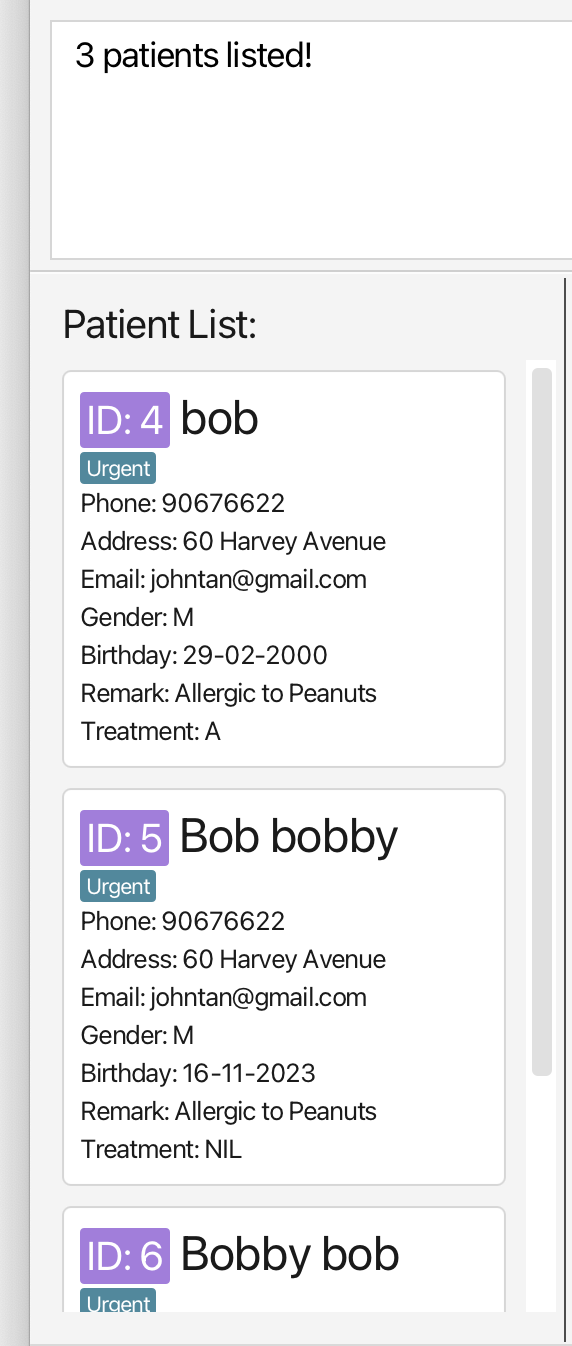 3 patients listed!
Patient List:
ID: 4 bob
Urgent
Phone: 90676622
Address: 60 Harvey Avenue
Email: johntan@gmail.com
Gender: M
Birthday: 29-02-2000
Remark: Allergic to Peanuts
Treatment: A
ID: 5 Bob bobby
Urgent
Phone: 90676622
Address: 60 Harvey Avenue
Email: johntan@gmail.com
Gender: M
Birthday: 16-11-2023
Remark: Allergic to Peanuts
Treatment: NIL
ID: 6 Bobby bob
Urgent